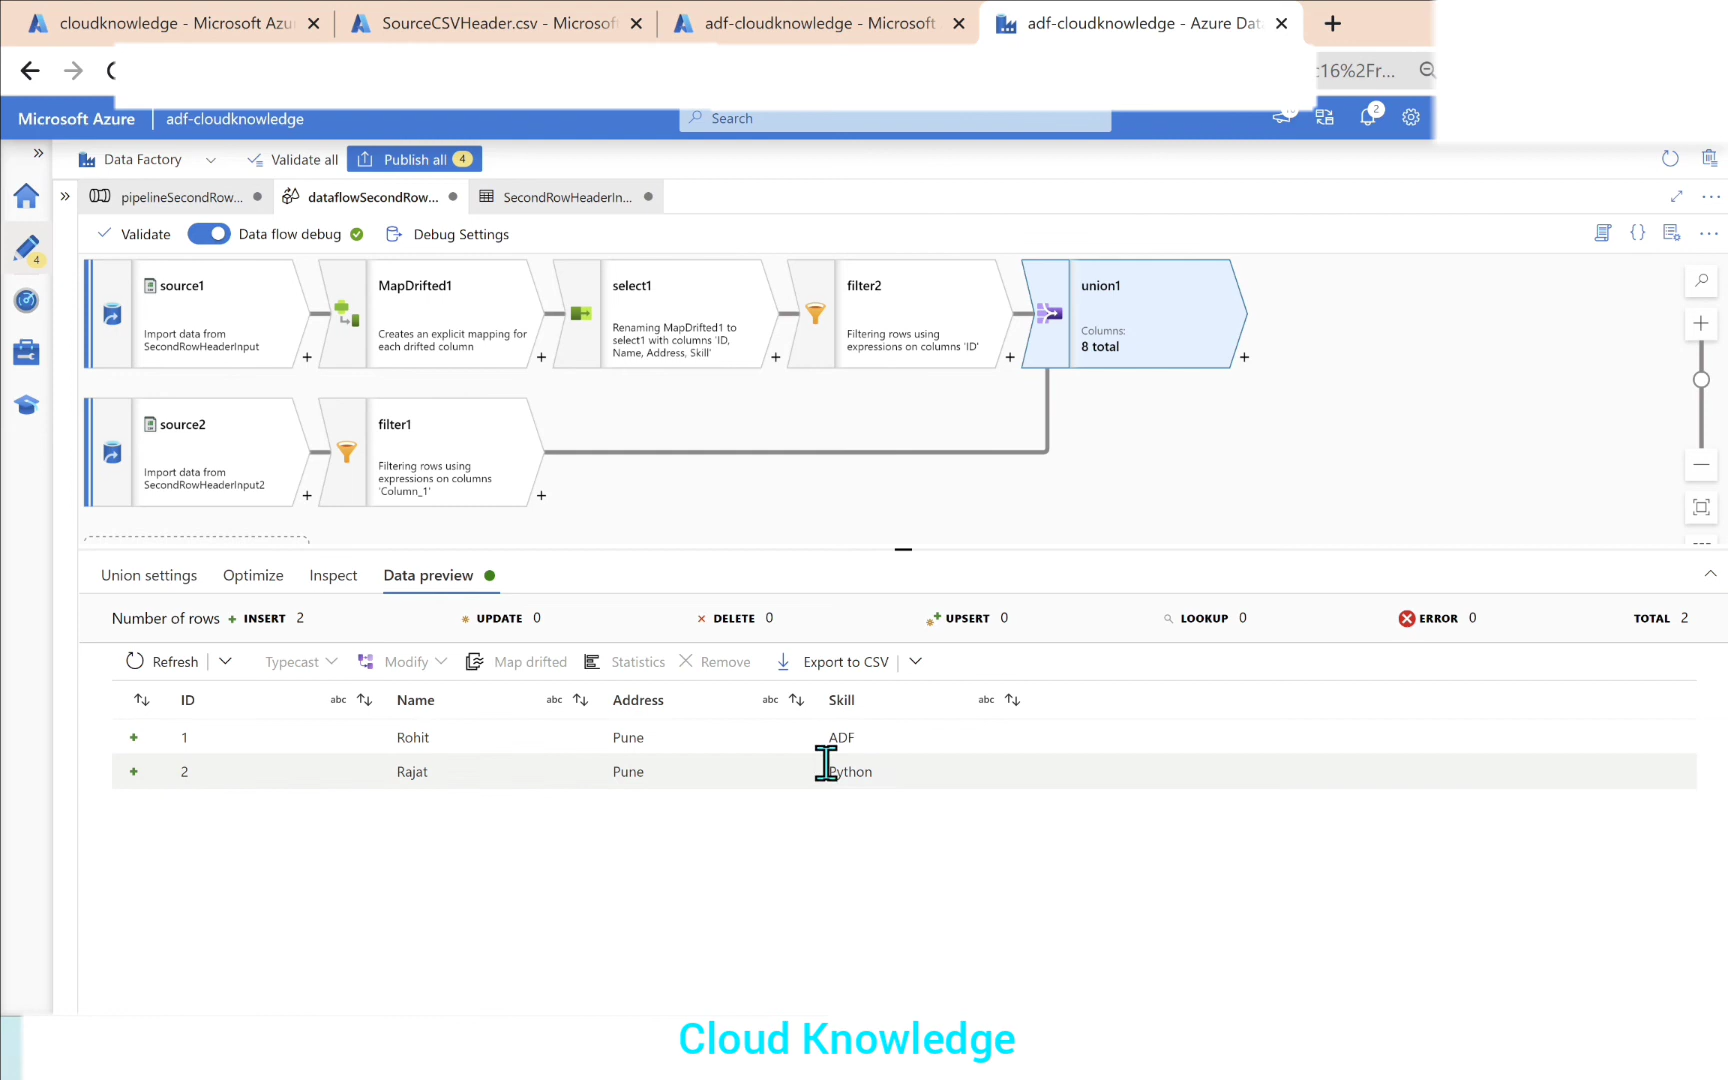 cloudknowledge - Microsoft Azu
SourceCSVHeader.csv - Microsoft
adf-cloudknowledge - Microsoft
adf-cloudknowledge - Azure Dat
16%2Fr...
Microsoft Azure
adf-cloudknowledge
Search
2
Data Factory
Validate all
Publish all
4
pipelineSecondRow...
dataflowSecondRow...
SecondRowHeaderIn...
Validate
Data flow debug
Debug Settings
4
source1
Import data from
SecondRowHeaderInput
MapDrifted1
Creates an explicit mapping for
each drifted column
select1
Renaming MapDrifted1 to
select1 with columns 'ID,
Name, Address, Skill'
filter2
Filtering rows using
expressions on columns 'ID'
union1
Columns:
8 total
source2
Import data from
SecondRowHeaderInput2
filter1
Filtering rows using
expressions on columns
'Column_1'
Union settings
Optimize
Inspect
Data preview
Number of rows + INSERT 2
UPDATE 0
DELETE 0
UPSERT 0
LOOKUP 0
ERROR 0
TOTAL 2
Refresh
Typecast
Modify
Map drifted
Statistics
Remove
Export to CSV
ID abc Name abc Address abc Skill abc
+ 1 Rohit Pune ADF
+ 2 Rajat Pune Python
Cloud Knowledge